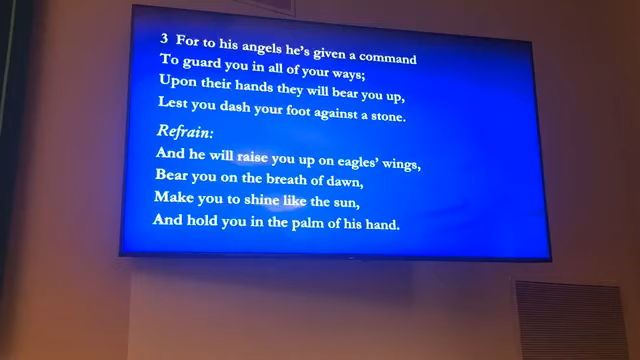 3 For to his angels he's given a command
To guard you in all of your ways;
Upon their hands they will bear you up,
Lest you dash your foot against a stone.
Refrain:
And he will raise you up on eagles' wings,
Bear you on the breath of dawn,
Make you to shine like the sun,
And hold you in the palm of his hand.